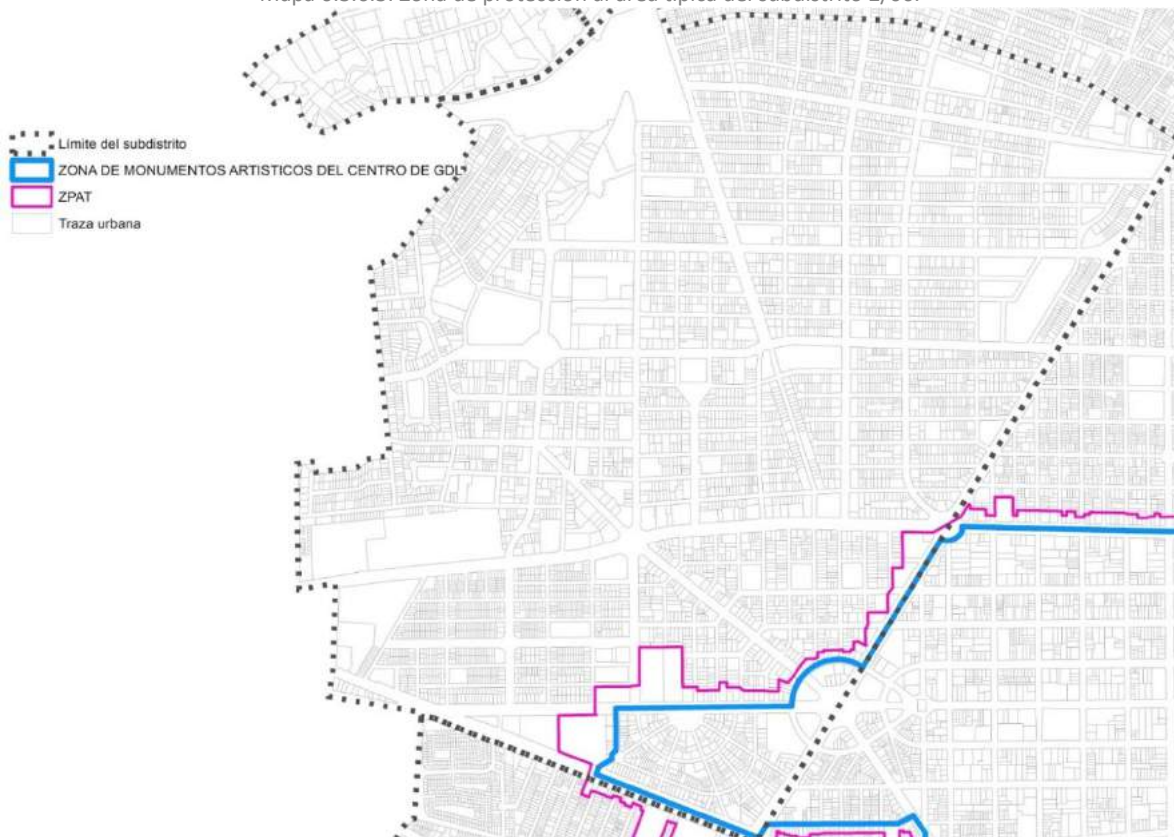 Límite del subdistrito
ZONA DE MONUMENTOS ARTISTICOS DEL CENTRO DE GDL
ZPAT
Traza urbana